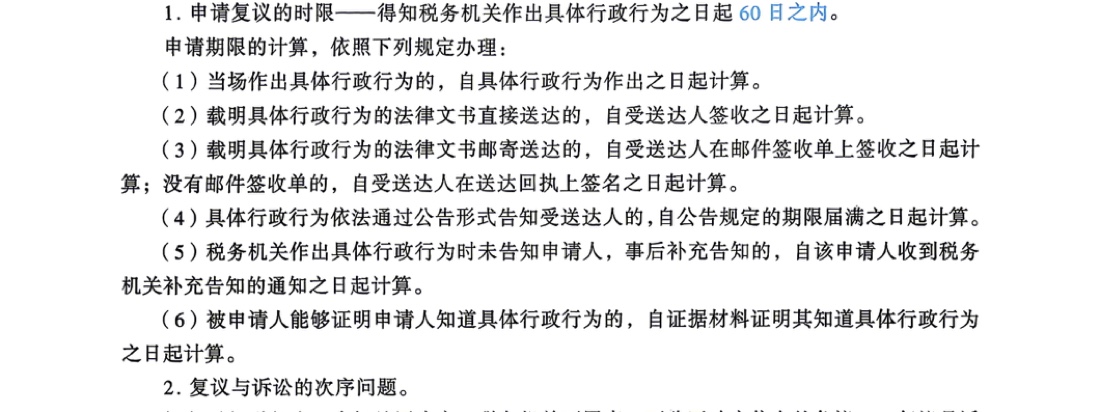 1. 申请复议的时限——得知税务机关作出具体行政行为之日起 60 日之内。
申请期限的计算，依照下列规定办理：
（1）当场作出具体行政行为的，自具体行政行为作出之日起计算。
（2）载明具体行政行为的法律文书直接送达的，自受送达人签收之日起计算。
（3）载明具体行政行为的法律文书邮寄送达的，自受送达人在邮件签收单上签收之日起计
算；没有邮件签收单的，自受送达人在送达回执上签名之日起计算。
（4）具体行政行为依法通过公告形式告知受送达人的，自公告规定的期限届满之日起计算。
（5）税务机关作出具体行政行为时未告知申请人，事后补充告知的，自该申请人收到税务
机关补充告知的通知之日起计算。
（6）被申请人能够证明申请人知道具体行政行为的，自证据材料证明其知道具体行政行为
之日起计算。
2. 复议与诉讼的次序问题。